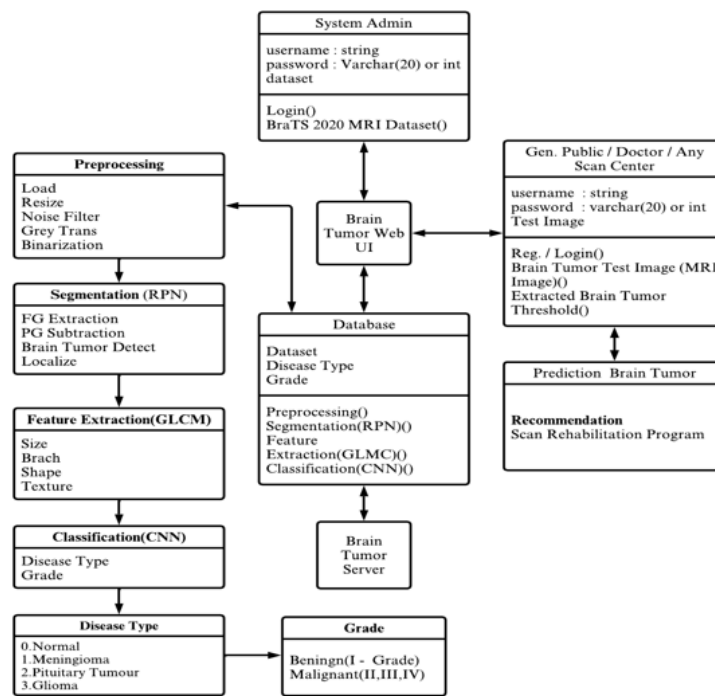 System Admin
username : string
password : Varchar(20) or int
dataset
Login()
BraTS 2020 MRI Dataset()
Preprocessing
Load
Resize
Noise Filter
Grey Trans
Binarization
Brain
Tumor Web
UI
Gen. Public / Doctor / Any
Scan Center
username : string
password : varchar(20) or int
Test Image
Reg. / Login()
Brain Tumor Test Image (MRI
Image)()
Extracted Brain Tumor
Threshold()
Segmentation (RPN)
FG Extraction
PG Subtraction
Brain Tumor Detect
Localize
Database
Dataset
Disease Type
Grade
Preprocessing()
Segmentation(RPN)()
Feature
Extraction(GLMC)()
Classification(CNN)()
Prediction Brain Tumor
Recommendation
Scan Rehabilitation Program
Feature Extraction(GLCM)
Size
Brach
Shape
Texture
Classification(CNN)
Disease Type
Grade
Brain
Tumor
Server
Disease Type
0.Normal
1.Meningioma
2.Pituitary Tumour
3.Glioma
Grade
Beningn(I - Grade)
Malignant(II,III,IV)